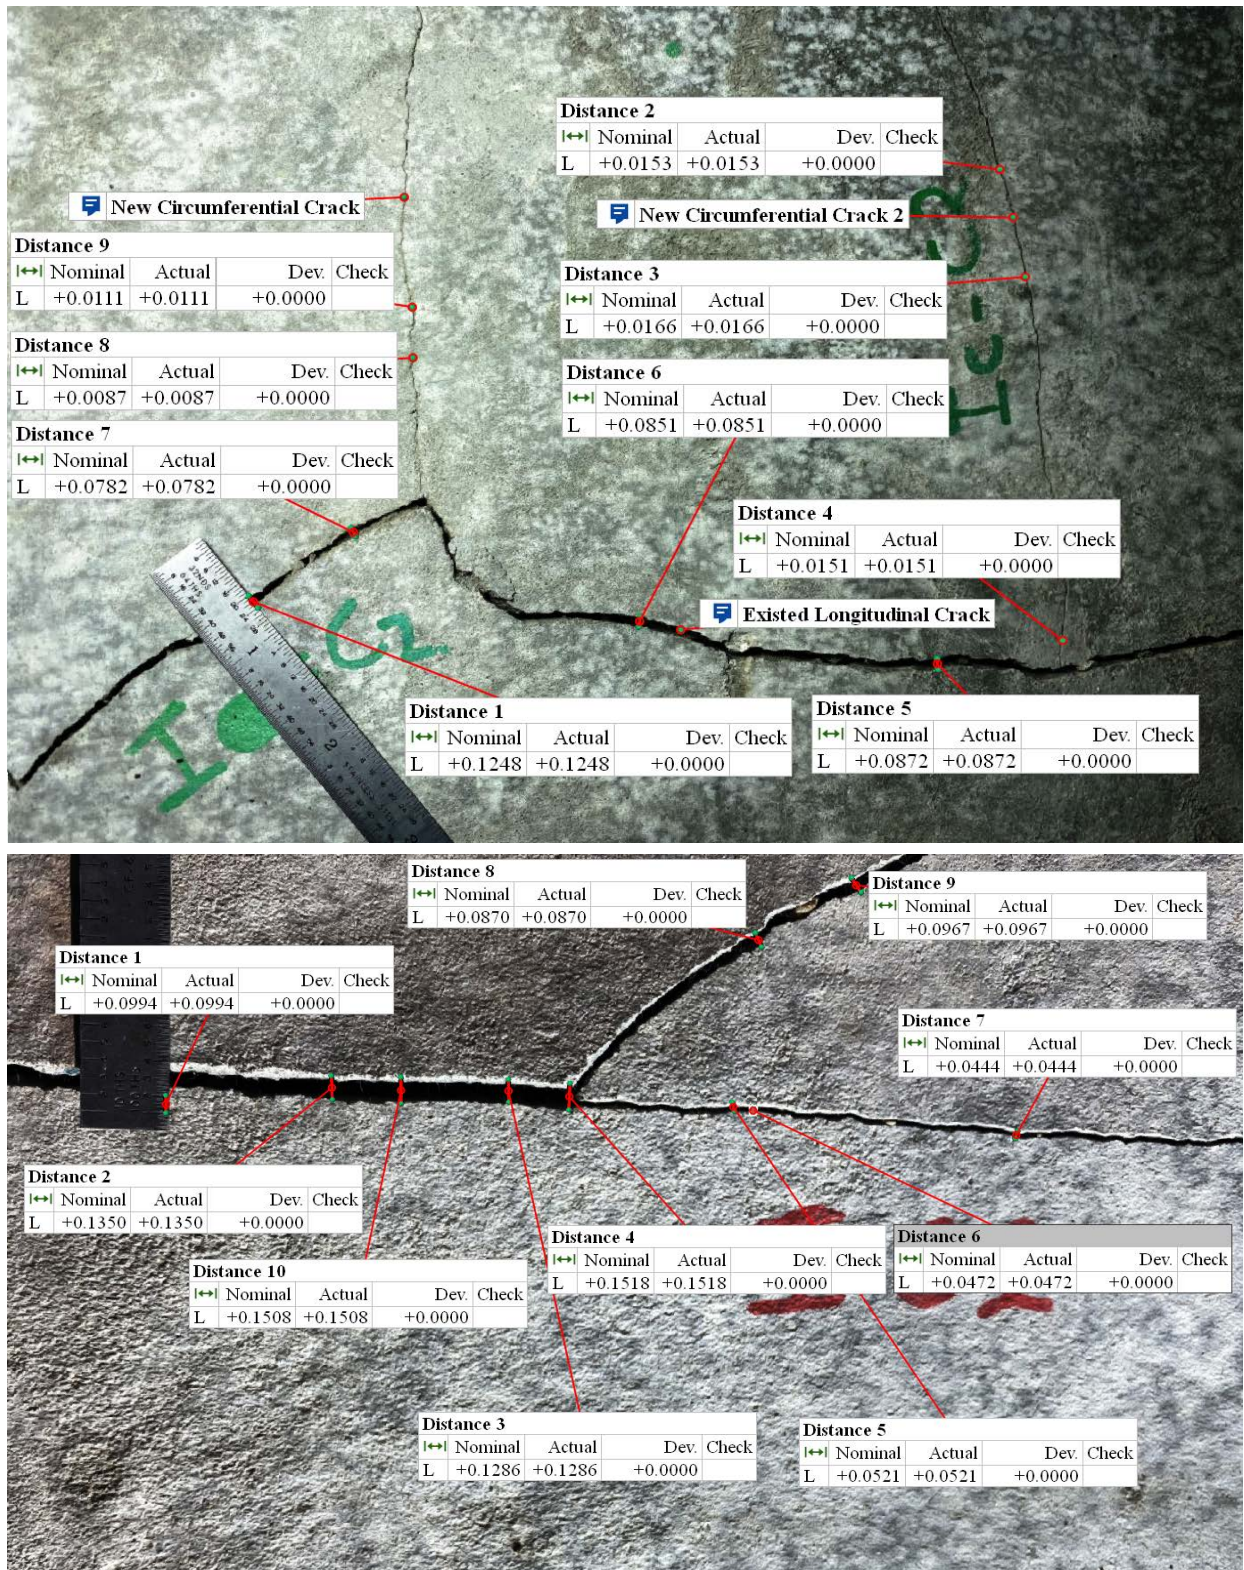 Distance 2
Nominal Actual Dev. Check
L +0.0153 +0.0153 +0.0000
New Circumferential Crack
New Circumferential Crack 2
Distance 9
Nominal Actual Dev. Check
L +0.0111 +0.0111 +0.0000
Distance 3
Nominal Actual Dev. Check
L +0.0166 +0.0166 +0.0000
Distance 8
Nominal Actual Dev. Check
L +0.0087 +0.0087 +0.0000
Distance 6
Nominal Actual Dev. Check
L +0.0851 +0.0851 +0.0000
Distance 7
Nominal Actual Dev. Check
L +0.0782 +0.0782 +0.0000
Distance 4
Nominal Actual Dev. Check
L +0.0151 +0.0151 +0.0000
Existed Longitudinal Crack
Distance 1
Nominal Actual Dev. Check
L +0.1248 +0.1248 +0.0000
Distance 5
Nominal Actual Dev. Check
L +0.0872 +0.0872 +0.0000
32NDS
64THS
1
2
Distance 8
Nominal Actual Dev. Check
L +0.0870 +0.0870 +0.0000
Distance 9
Nominal Actual Dev. Check
L +0.0967 +0.0967 +0.0000
Distance 1
Nominal Actual Dev. Check
L +0.0994 +0.0994 +0.0000
Distance 7
Nominal Actual Dev. Check
L +0.0444 +0.0444 +0.0000
Distance 2
Nominal Actual Dev. Check
L +0.1350 +0.1350 +0.0000
Distance 4
Nominal Actual Dev. Check
L +0.1518 +0.1518 +0.0000
Distance 6
Nominal Actual Dev. Check
L +0.0472 +0.0472 +0.0000
Distance 10
Nominal Actual Dev. Check
L +0.1508 +0.1508 +0.0000
Distance 3
Nominal Actual Dev. Check
L +0.1286 +0.1286 +0.0000
Distance 5
Nominal Actual Dev. Check
L +0.0521 +0.0521 +0.0000